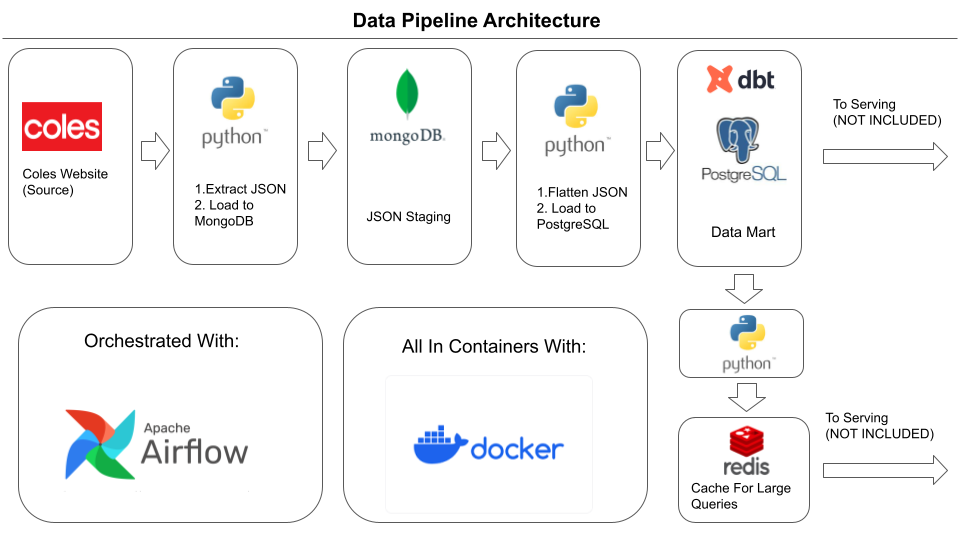 Data Pipeline Architecture
coles
Coles Website
(Source)
python™
1.Extract JSON
2. Load to
MongoDB
mongoDB®
JSON Staging
python™
1.Flatten JSON
2. Load to
PostgreSQL
dbt
PostgreSQL
Data Mart
To Serving
(NOT INCLUDED)
Orchestrated With:
Apache
Airflow
All In Containers With:
docker
python™
redis
Cache For Large
Queries
To Serving
(NOT INCLUDED)